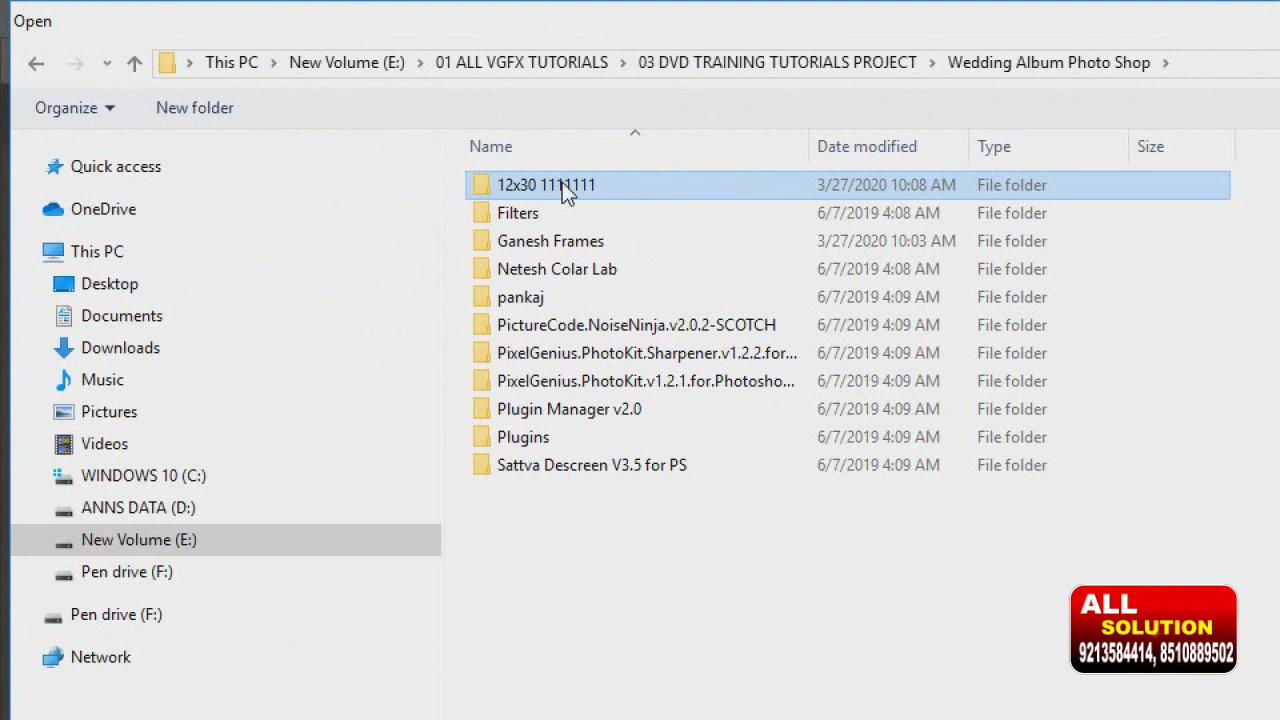 Open
This PC
New Volume (E:)
01 ALL VGFX TUTORIALS
03 DVD TRAINING TUTORIALS PROJECT
Wedding Album Photo Shop
Organize
New folder
Name
Date modified
Type
Size
Quick access
OneDrive
This PC
Desktop
Documents
Downloads
Music
Pictures
Videos
WINDOWS 10 (C:)
ANNS DATA (D:)
New Volume (E:)
Pen drive (F:)
Pen drive (F:)
Network
12x30 1111111 3/27/2020 10:08 AM File folder
Filters 6/7/2019 4:08 AM File folder
Ganesh Frames 3/27/2020 10:03 AM File folder
Netesh Colar Lab 6/7/2019 4:08 AM File folder
pankaj 6/7/2019 4:09 AM File folder
PictureCode.NoiseNinja.v2.0.2-SCOTCH 6/7/2019 4:09 AM File folder
PixelGenius.PhotoKit.Sharpener.v1.2.2.for... 6/7/2019 4:09 AM File folder
PixelGenius.PhotoKit.v1.2.1.for.Photosho... 6/7/2019 4:09 AM File folder
Plugin Manager v2.0 6/7/2019 4:09 AM File folder
Plugins 6/7/2019 4:09 AM File folder
Sattva Descreen V3.5 for PS 6/7/2019 4:09 AM File folder
ALL
SOLUTION
9213584414, 8510889502